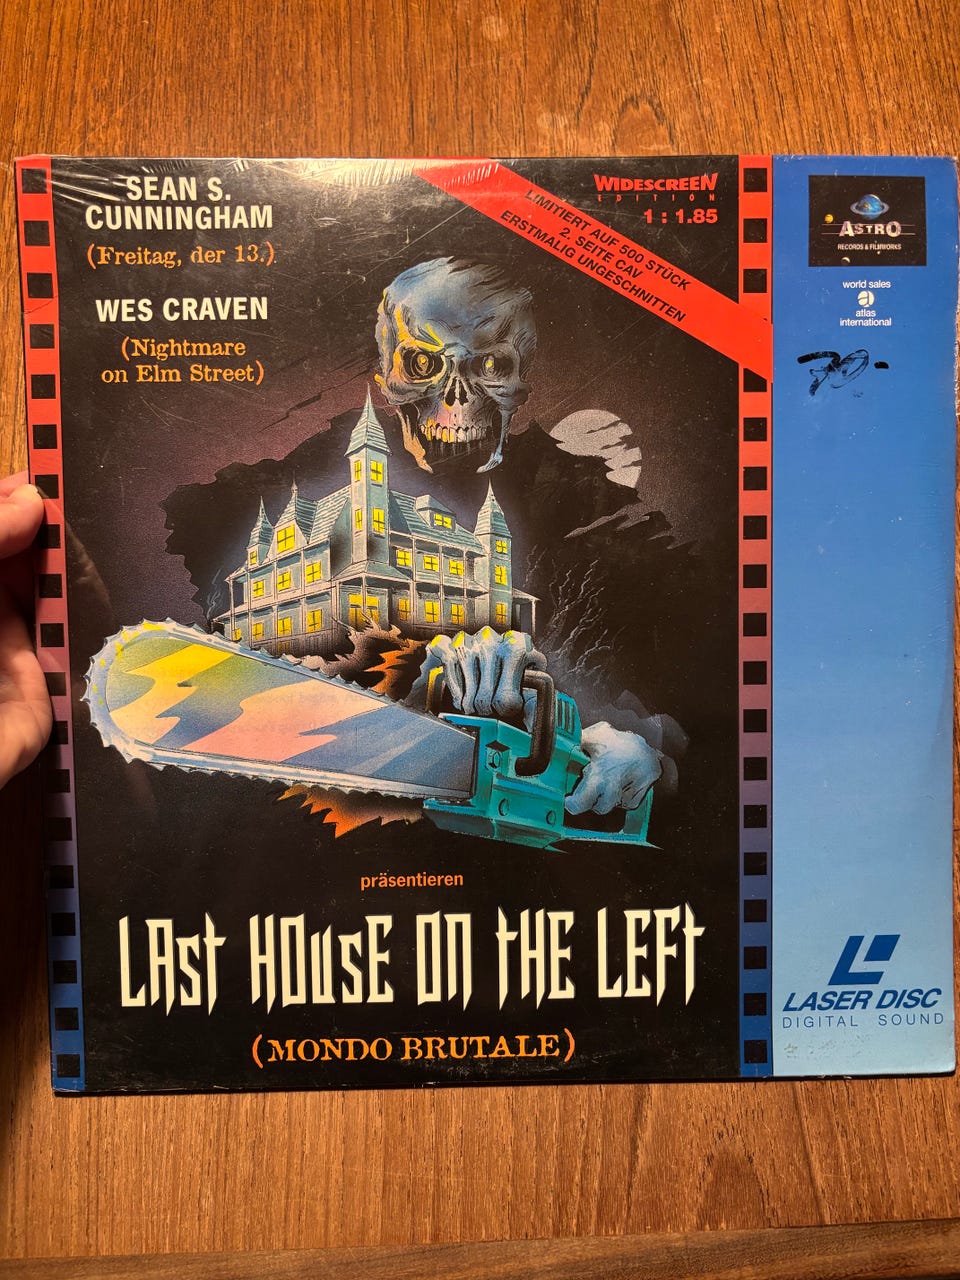 SEAN S.
CUNNINGHAM
(Freitag, der 13.)
WES CRAVEN
(Nightmare
on Elm Street)
WIDESCREEN
EDITION
1 : 1.85
LIMITIERT AUF 500 STÜCK
2. SEITE CAV
ERSTMALIG UNGESCHNITTEN
ASTRO
RECORDS & FILMWORKS
world sales
a
atlas
international
70.-
präsentieren
LAst HOUsE On tHE LEFt
(MONDO BRUTALE)
LASER DISC
DIGITAL SOUND